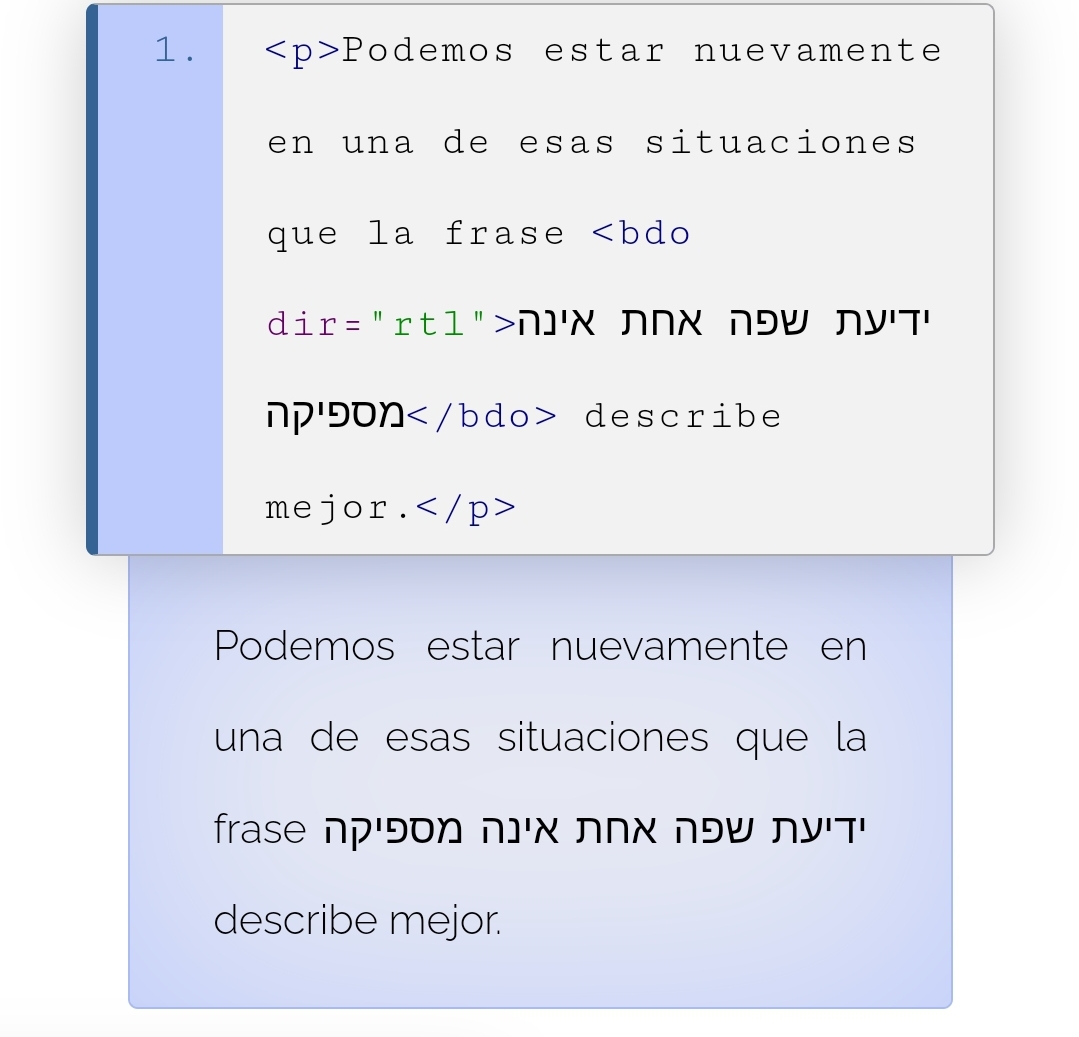 1. <p>Podemos estar nuevamente
en una de esas situaciones
que la frase <bdo
dir="rtl">ידיעת שפה אחת אינה
מספיקה</bdo> describe
mejor.</p>
Podemos estar nuevamente en
una de esas situaciones que la
frase ידיעת שפה אחת אינה מספיקה
describe mejor.